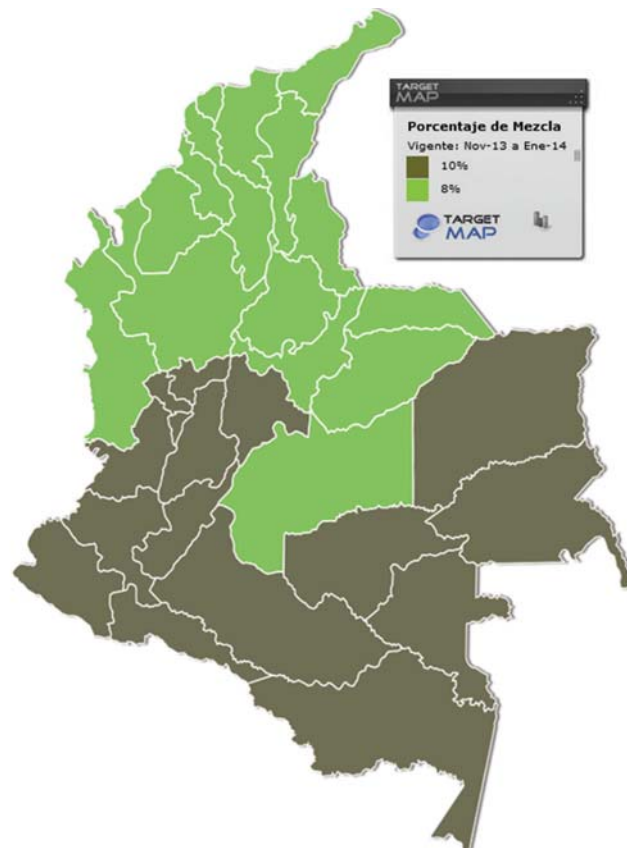 TARGET
MAP
Porcentaje de Mezcla
Vigente: Nov-13 a Ene-14
10%
8%
TARGET
MAP